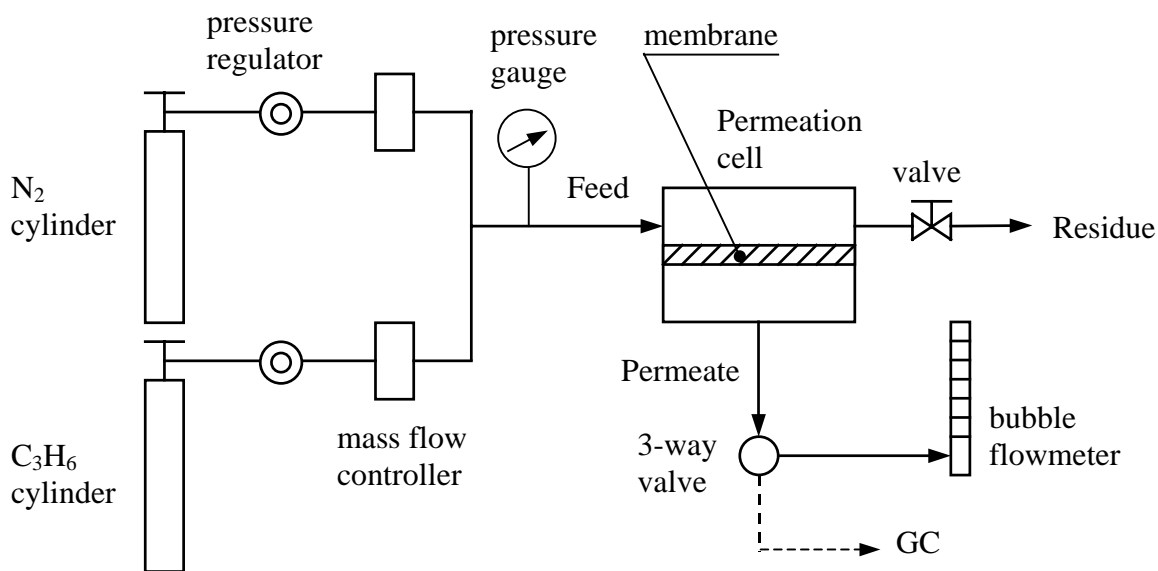 pressure
regulator
pressure
gauge
membrane
Permeation
cell
N₂
cylinder
Feed
valve
Residue
Permeate
C₃H₆
cylinder
mass flow
controller
3-way
valve
bubble
flowmeter
GC